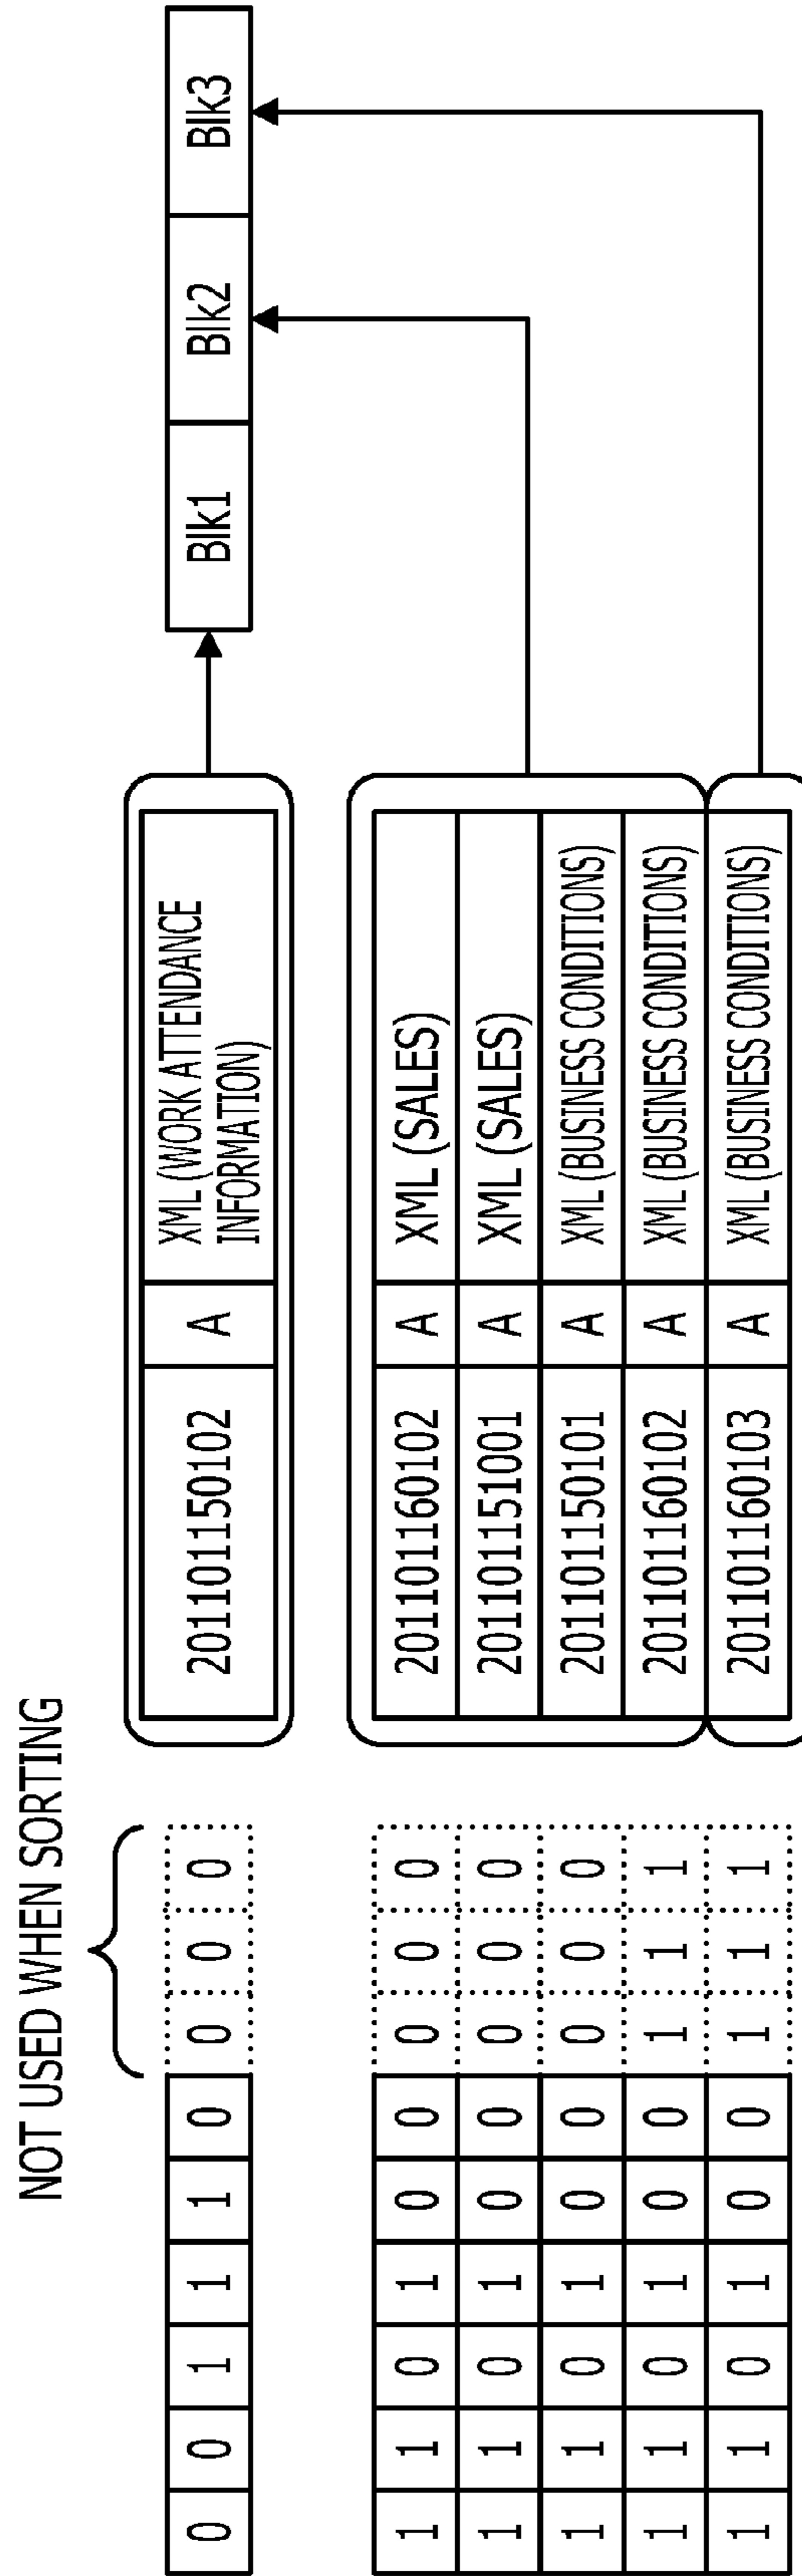 NOT USED WHEN SORTING
0 0 1 1 1 0 0 0 0
201101150102 A XML (WORK ATTENDANCE
INFORMATION)
Blk1 Blk2 Blk3
1 1 0 1 0 0 0 0 0 201101160102 A XML (SALES)
1 1 0 1 0 0 0 0 0 201101151001 A XML (SALES)
1 1 0 1 0 0 0 0 0 201101150101 A XML (BUSINESS CONDITIONS)
1 1 0 1 0 0 1 1 1 201101160102 A XML (BUSINESS CONDITIONS)
1 1 0 1 0 0 1 1 1 201101160103 A XML (BUSINESS CONDITIONS)